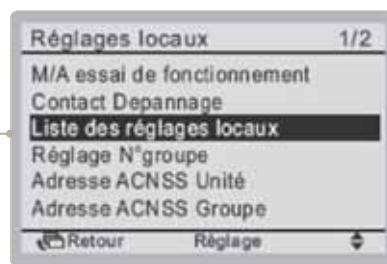 Réglages locaux 1/2
M/A essai de fonctionnement
Contact Depannage
Liste des réglages locaux
Réglage N°groupe
Adresse ACNSS Unité
Adresse ACNSS Groupe
Retour Réglage